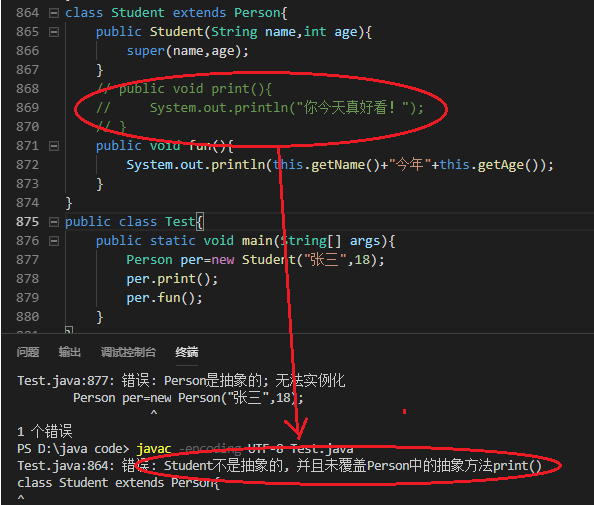 864 class Student extends Person{
865 public Student(String name,int age){
866 super(name,age);
867 }
868 // public void print(){
869 // System.out.println("你今天真好看！");
870 // }
871 public void fun(){
872 System.out.println(this.getName()+"今年"+this.getAge());
873 }
874 }
875 public class Test{
876 public static void main(String[] args){
877 Person per=new Student("张三",18);
878 per.print();
879 per.fun();
880 }
问题 输出 调试控制台 终端
Test.java:877: 错误: Person是抽象的; 无法实例化
Person per=new Person("张三",18);
^
1 个错误
PS D:\java code> javac -encoding UTF-8 Test.java
Test.java:864: 错误: Student不是抽象的, 并且未覆盖Person中的抽象方法print()
class Student extends Person{
^